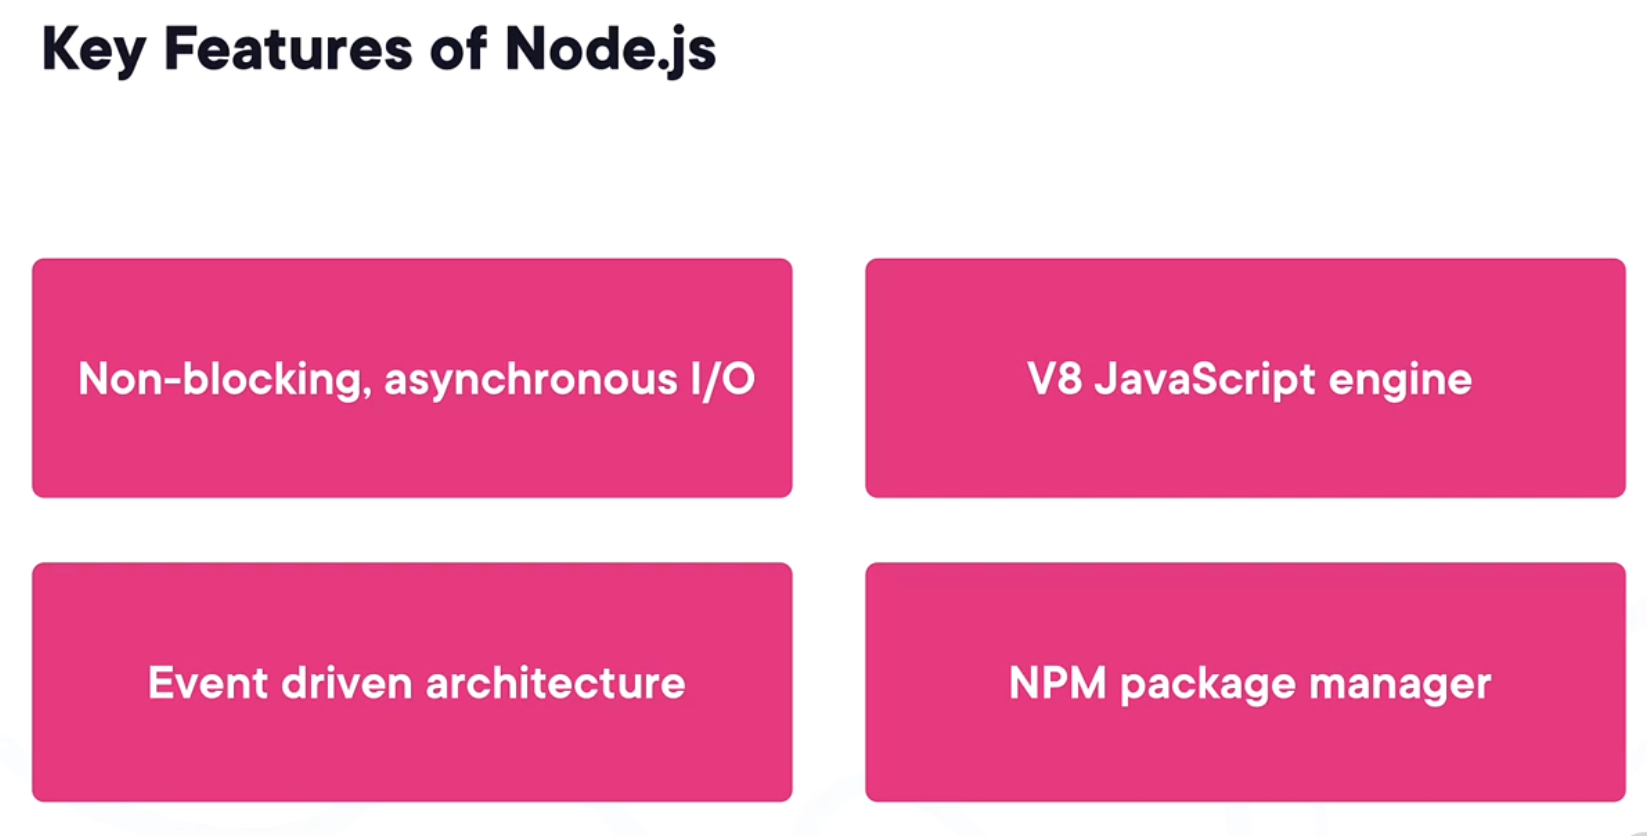 Key Features of Node.js
Non-blocking, asynchronous I/O
V8 JavaScript engine
Event driven architecture
NPM package manager